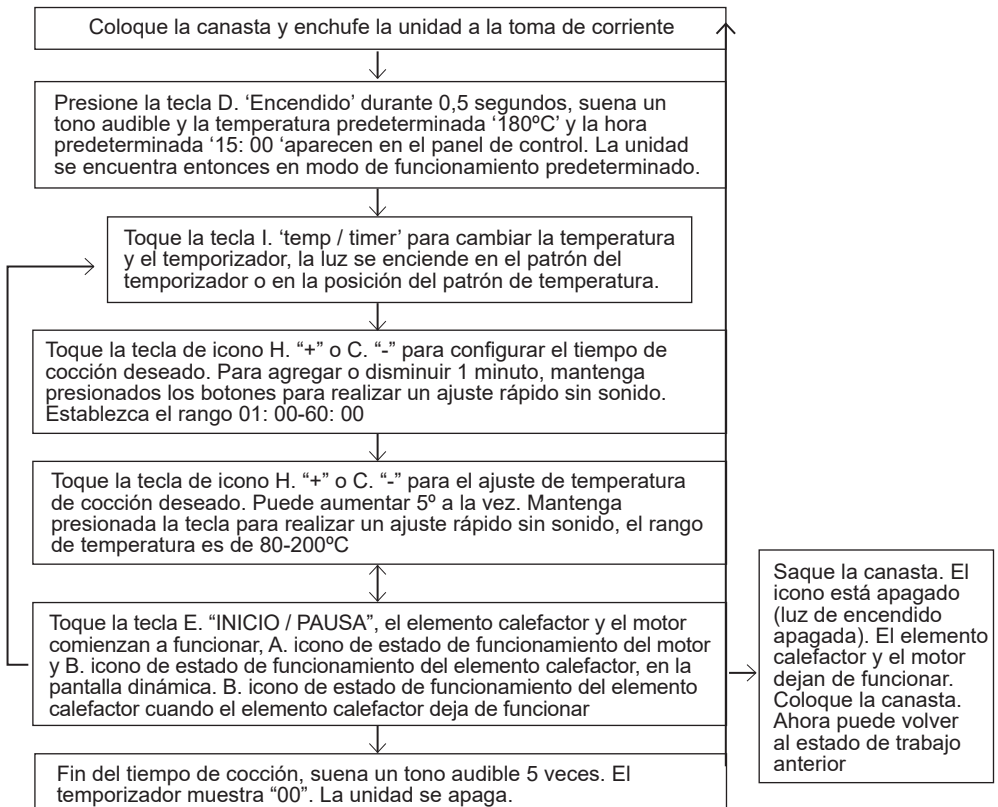 Coloque la canasta y enchufe la unidad a la toma de corriente
Presione la tecla D. ‘Encendido’ durante 0,5 segundos, suena un
tono audible y la temperatura predeterminada ‘180ºC’ y la hora
predeterminada ‘15: 00 ‘aparecen en el panel de control. La unidad
se encuentra entonces en modo de funcionamiento predeterminado.
Toque la tecla I. ‘temp / timer’ para cambiar la temperatura
y el temporizador, la luz se enciende en el patrón del
temporizador o en la posición del patrón de temperatura.
Toque la tecla de icono H. “+” o C. “-” para configurar el tiempo de
cocción deseado. Para agregar o disminuir 1 minuto, mantenga
presionados los botones para realizar un ajuste rápido sin sonido.
Establezca el rango 01: 00-60: 00
Toque la tecla de icono H. “+” o C. “-” para el ajuste de temperatura
de cocción deseado. Puede aumentar 5º a la vez. Mantenga
presionada la tecla para realizar un ajuste rápido sin sonido, el rango
de temperatura es de 80-200ºC
Toque la tecla E. “INICIO / PAUSA”, el elemento calefactor y el motor
comienzan a funcionar, A. icono de estado de funcionamiento del motor
y B. icono de estado de funcionamiento del elemento calefactor, en la
pantalla dinámica. B. icono de estado de funcionamiento del elemento
calefactor cuando el elemento calefactor deja de funcionar
Saque la canasta. El
icono está apagado
(luz de encendido
apagada). El elemento
calefactor y el motor
dejan de funcionar.
Coloque la canasta.
Ahora puede volver
al estado de trabajo
anterior
Fin del tiempo de cocción, suena un tono audible 5 veces. El
temporizador muestra “00”. La unidad se apaga.